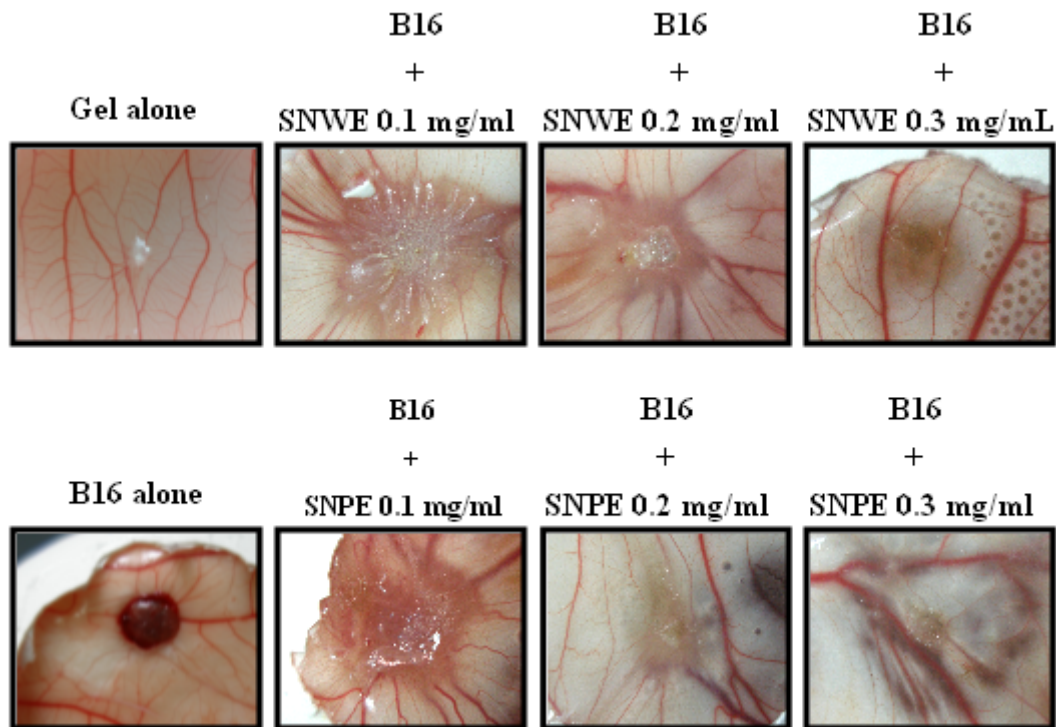 B16
+
SNWE 0.1 mg/ml
B16
+
SNWE 0.2 mg/ml
B16
+
SNWE 0.3 mg/mL
Gel alone
B16
+
SNPE 0.1 mg/ml
B16
+
SNPE 0.2 mg/ml
B16
+
SNPE 0.3 mg/ml
B16 alone